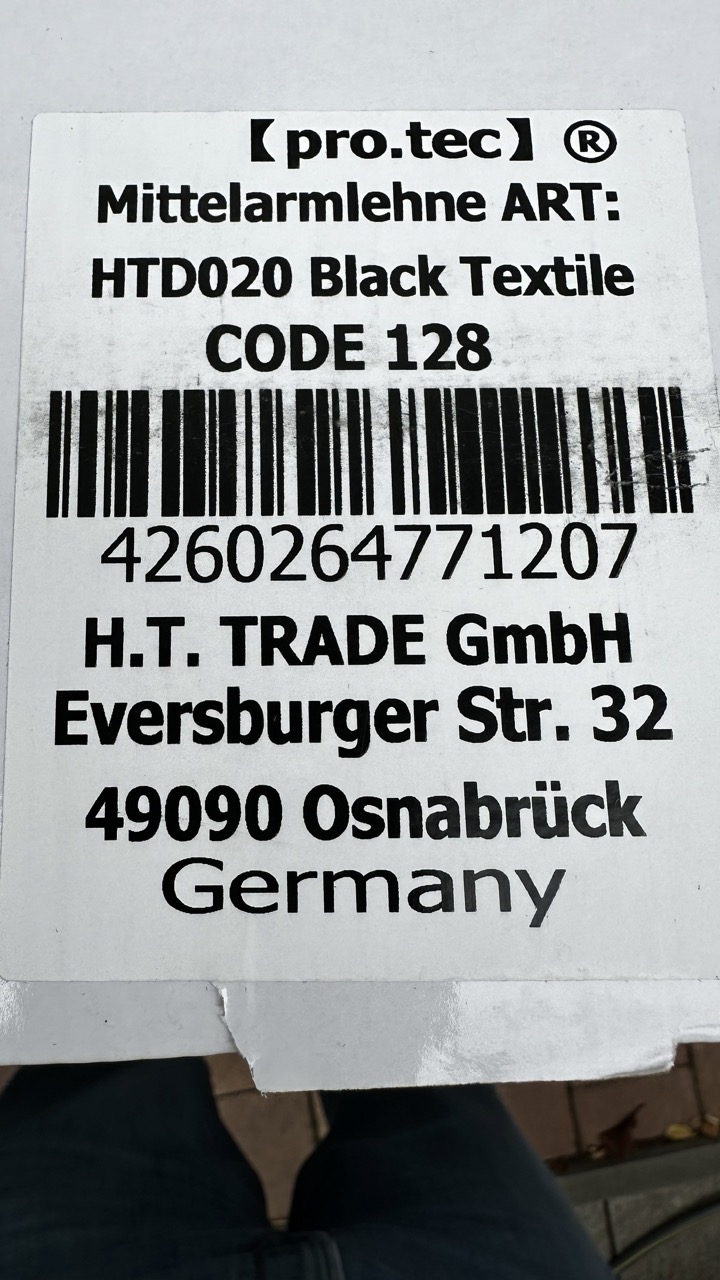 【pro.tec】®
Mittelarmlehne ART:
HTD020 Black Textile
CODE 128
4260264771207
H.T. TRADE GmbH
Eversburger Str. 32
49090 Osnabrück
Germany